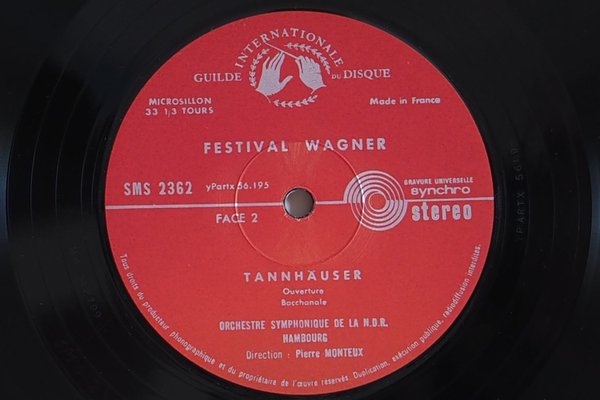 INTERNATIONALE
GUILDE DU DISQUE
MICROSILLON
33 1/3 TOURS
Made in France
FESTIVAL WAGNER
SMS 2362
yPartx 56.195
GRAVURE UNIVERSELLE
synchro
stereo
FACE 2
TANNHÄUSER
Ouverture
Bacchanale
ORCHESTRE SYMPHONIQUE DE LA N.D.R.
HAMBOURG
Direction : Pierre MONTEUX
Tous droits du producteur phonographique et du propriétaire de l'œuvre reservés. Duplication, exécution publique, radiodiffusion interdites.